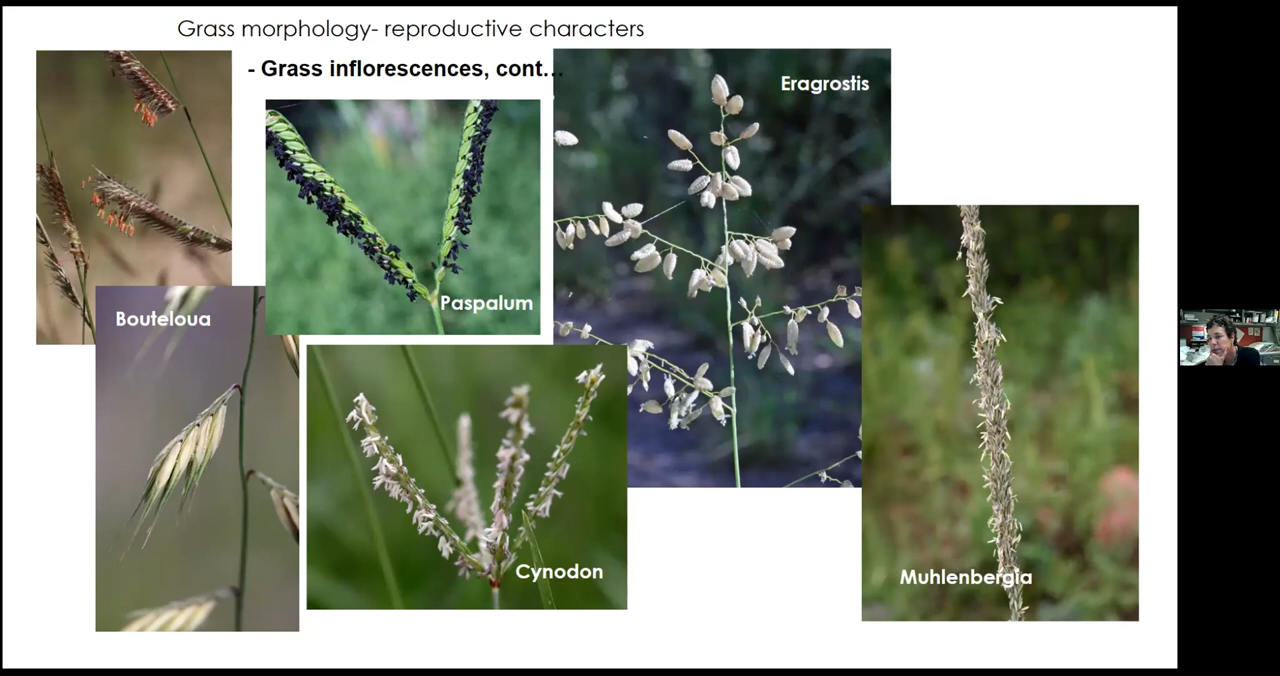 Grass morphology- reproductive characters
- Grass inflorescences, cont…
Eragrostis
Paspalum
Bouteloua
Cynodon
Muhlenbergia